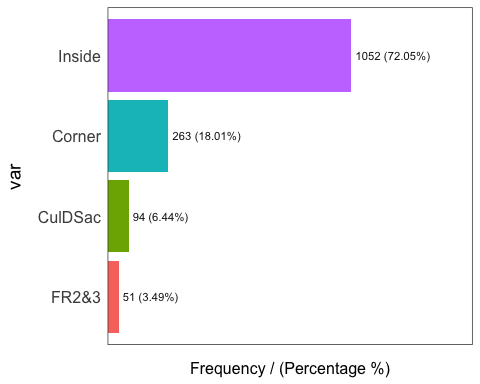 Inside
1052 (72.05%)
Corner
263 (18.01%)
CulDSac
94 (6.44%)
FR2&3
51 (3.49%)
var
Frequency / (Percentage %)